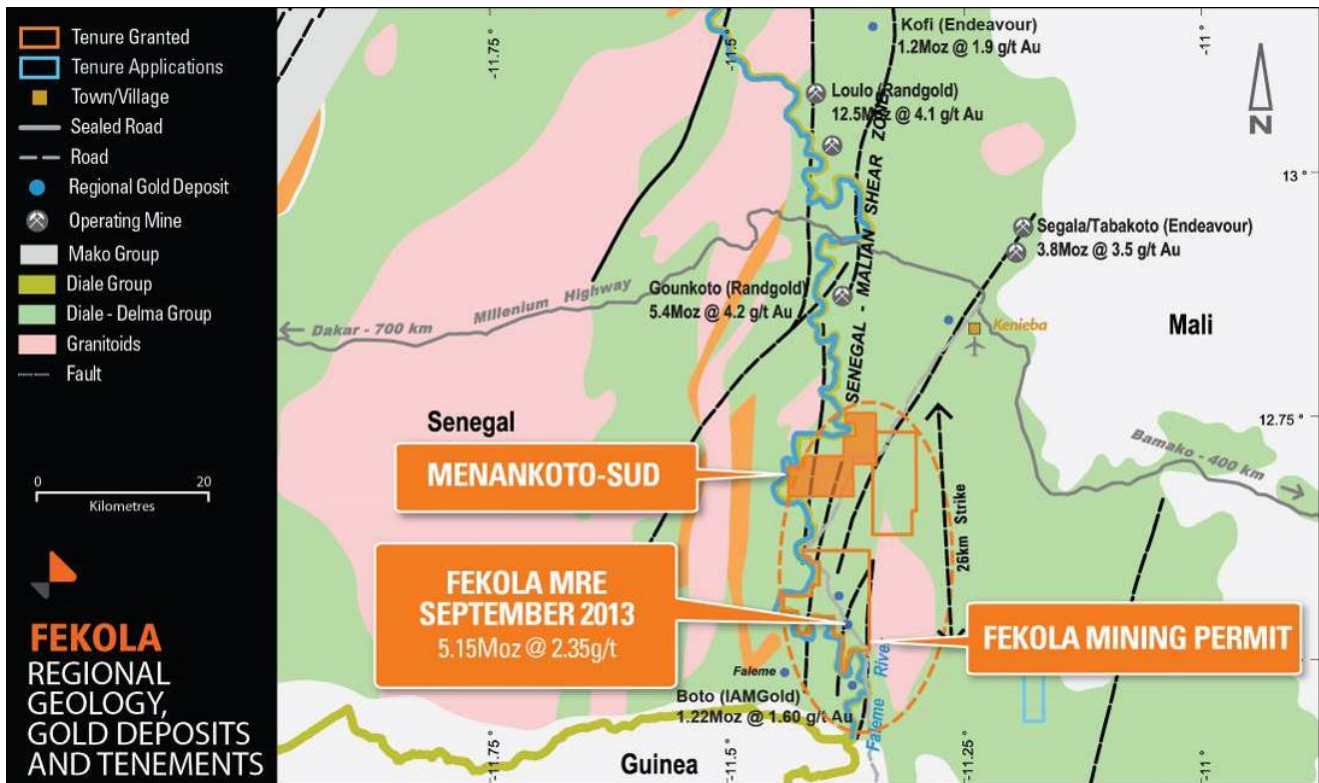 Tenure Granted
Tenure Applications
Town/Village
Sealed Road
Road
Regional Gold Deposit
Operating Mine
Mako Group
Diale Group
Diale - Delma Group
Granitoids
Fault
0 20
Kilometres
FEKOLA
REGIONAL
GEOLOGY,
GOLD DEPOSITS
AND TENEMENTS
-11.75
-11.5
-11 °
Kofi (Endeavour)
1.2Moz @ 1.9 g/t Au
Loulo (Randgold)
12.5Moz @ 4.1 g/t Au
N
13 °
SENEGAL - MALIAN SHEAR ZONE
Segala/Tabakoto (Endeavour)
3.8Moz @ 3.5 g/t Au
Gounkoto (Randgold)
5.4Moz @ 4.2 g/t Au
Millenium Highway
Dakar - 700 km
Kenieba
Mali
Senegal
12.75
Bamako - 400 km
MENANKOTO-SUD
26km Strike
FEKOLA MRE
SEPTEMBER 2013
5.15Moz @ 2.35g/t
FEKOLA MINING PERMIT
Faleme
Boto (IAMGold)
1.22Moz @ 1.60 g/t Au
Faleme River
Guinea
-11.75
-11.5
-11.25
-11 °